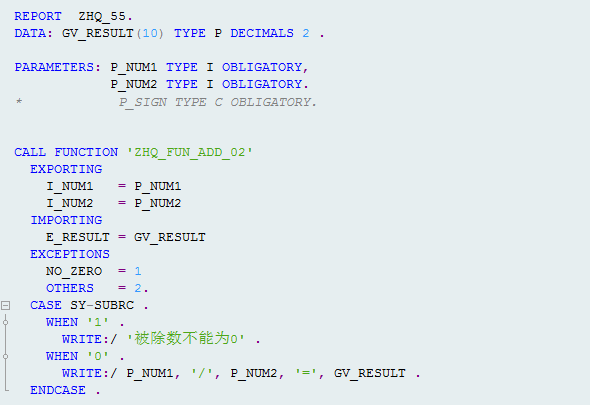 REPORT  ZHQ_55.
DATA: GV_RESULT(10) TYPE P DECIMALS 2 .
PARAMETERS: P_NUM1 TYPE I OBLIGATORY,
            P_NUM2 TYPE I OBLIGATORY.
*            P_SIGN TYPE C OBLIGATORY.
CALL FUNCTION 'ZHQ_FUN_ADD_02'
  EXPORTING
    I_NUM1   = P_NUM1
    I_NUM2   = P_NUM2
  IMPORTING
    E_RESULT = GV_RESULT
  EXCEPTIONS
    NO_ZERO  = 1
    OTHERS   = 2.
  CASE SY-SUBRC .
    WHEN '1' .
      WRITE:/ '被除数不能为0' .
    WHEN '0' .
      WRITE:/ P_NUM1, '/', P_NUM2, '=', GV_RESULT .
  ENDCASE .